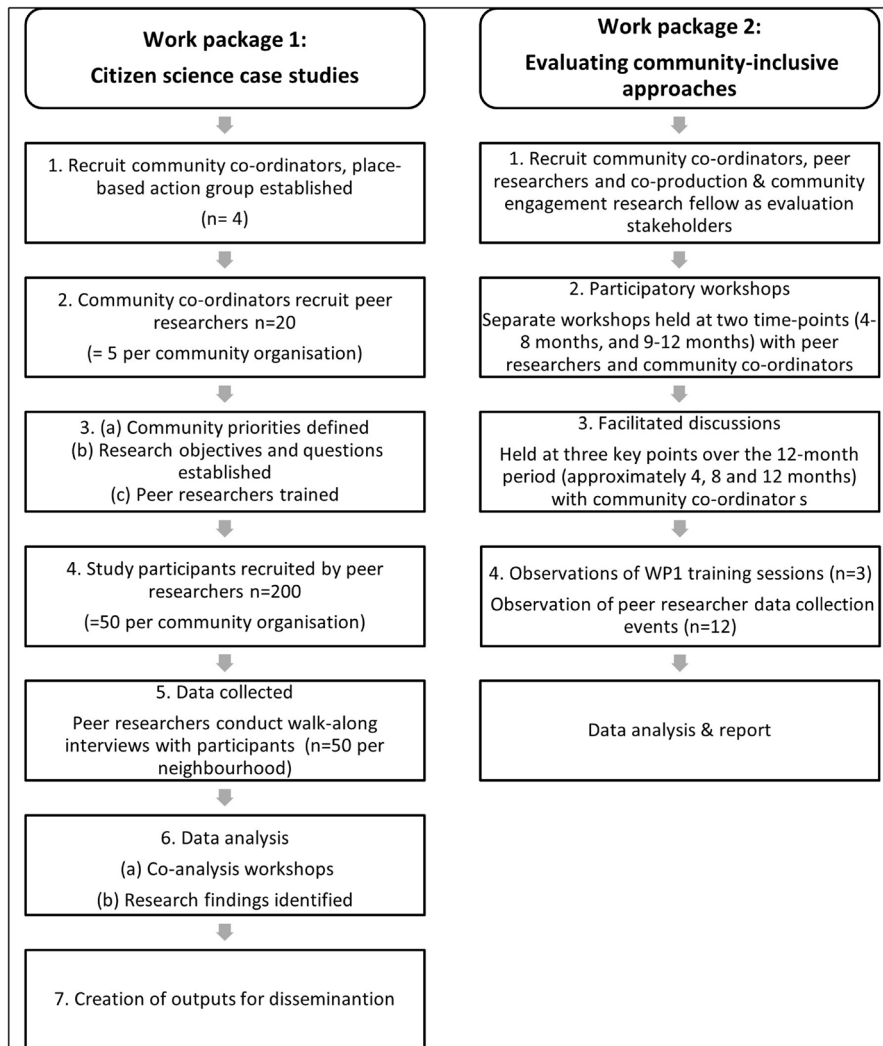 Work package 1:
Citizen science case studies
1. Recruit community co-ordinators, place-
based action group established
(n= 4)
2. Community co-ordinators recruit peer
researchers n=20
(= 5 per community organisation)
3. (a) Community priorities defined
(b) Research objectives and questions
established
(c) Peer researchers trained
4. Study participants recruited by peer
researchers n=200
(=50 per community organisation)
5. Data collected
Peer researchers conduct walk-along
interviews with participants (n=50 per
neighbourhood)
6. Data analysis
(a) Co-analysis workshops
(b) Research findings identified
7. Creation of outputs for disseminantion
Work package 2:
Evaluating community-inclusive
approaches
1. Recruit community co-ordinators, peer
researchers and co-production & community
engagement research fellow as evaluation
stakeholders
2. Participatory workshops
Separate workshops held at two time-points (4-
8 months, and 9-12 months) with peer
researchers and community co-ordinators
3. Facilitated discussions
Held at three key points over the 12-month
period (approximately 4, 8 and 12 months)
with community co-ordinator s
4. Observations of WP1 training sessions (n=3)
Observation of peer researcher data collection
events (n=12)
Data analysis & report